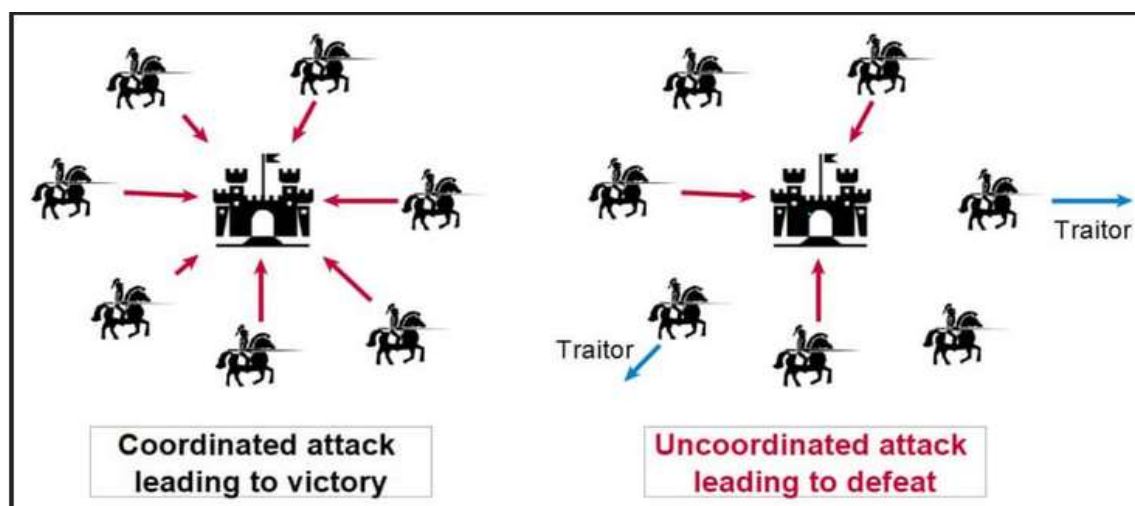 Traitor
Traitor
Coordinated attack
leading to victory
Uncoordinated attack
leading to defeat